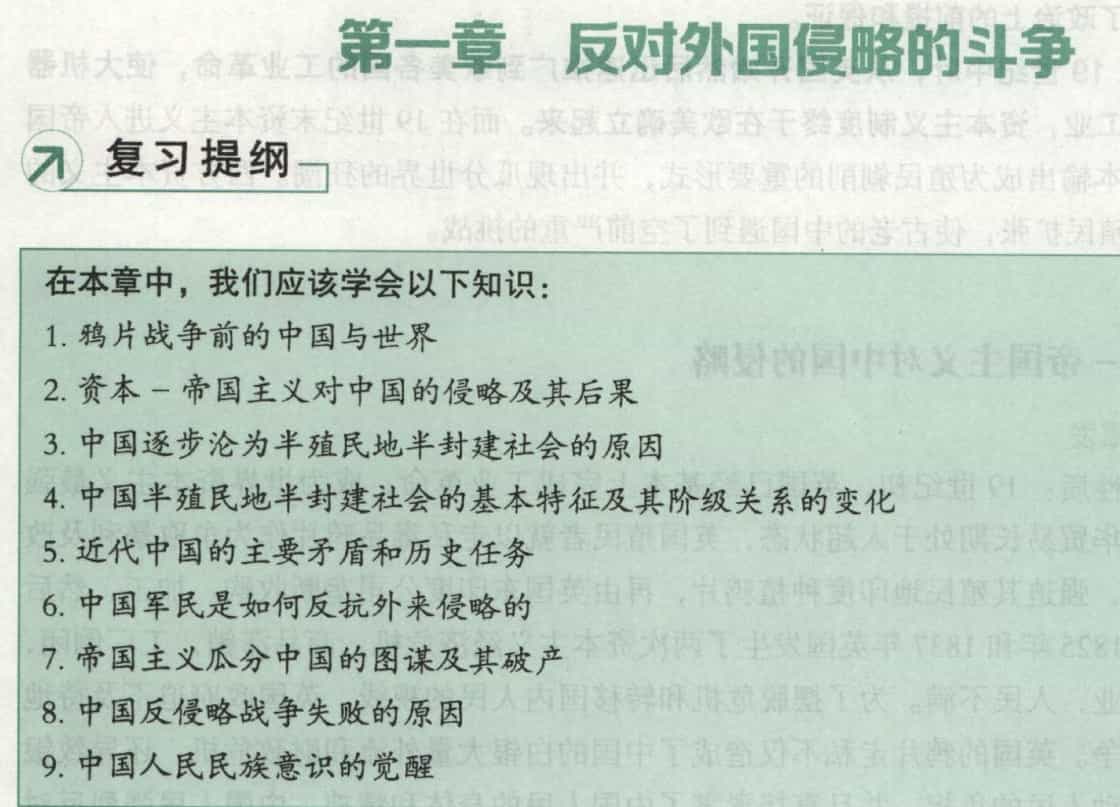 第一章 反对外国侵略的斗争
复习提纲
在本章中，我们应该学会以下知识：
1. 鸦片战争前的中国与世界
2. 资本－帝国主义对中国的侵略及其后果
3. 中国逐步沦为半殖民地半封建社会的原因
4. 中国半殖民地半封建社会的基本特征及其阶级关系的变化
5. 近代中国的主要矛盾和历史任务
6. 中国军民是如何反抗外来侵略的
7. 帝国主义瓜分中国的图谋及其破产
8. 中国反侵略战争失败的原因
9. 中国人民民族意识的觉醒